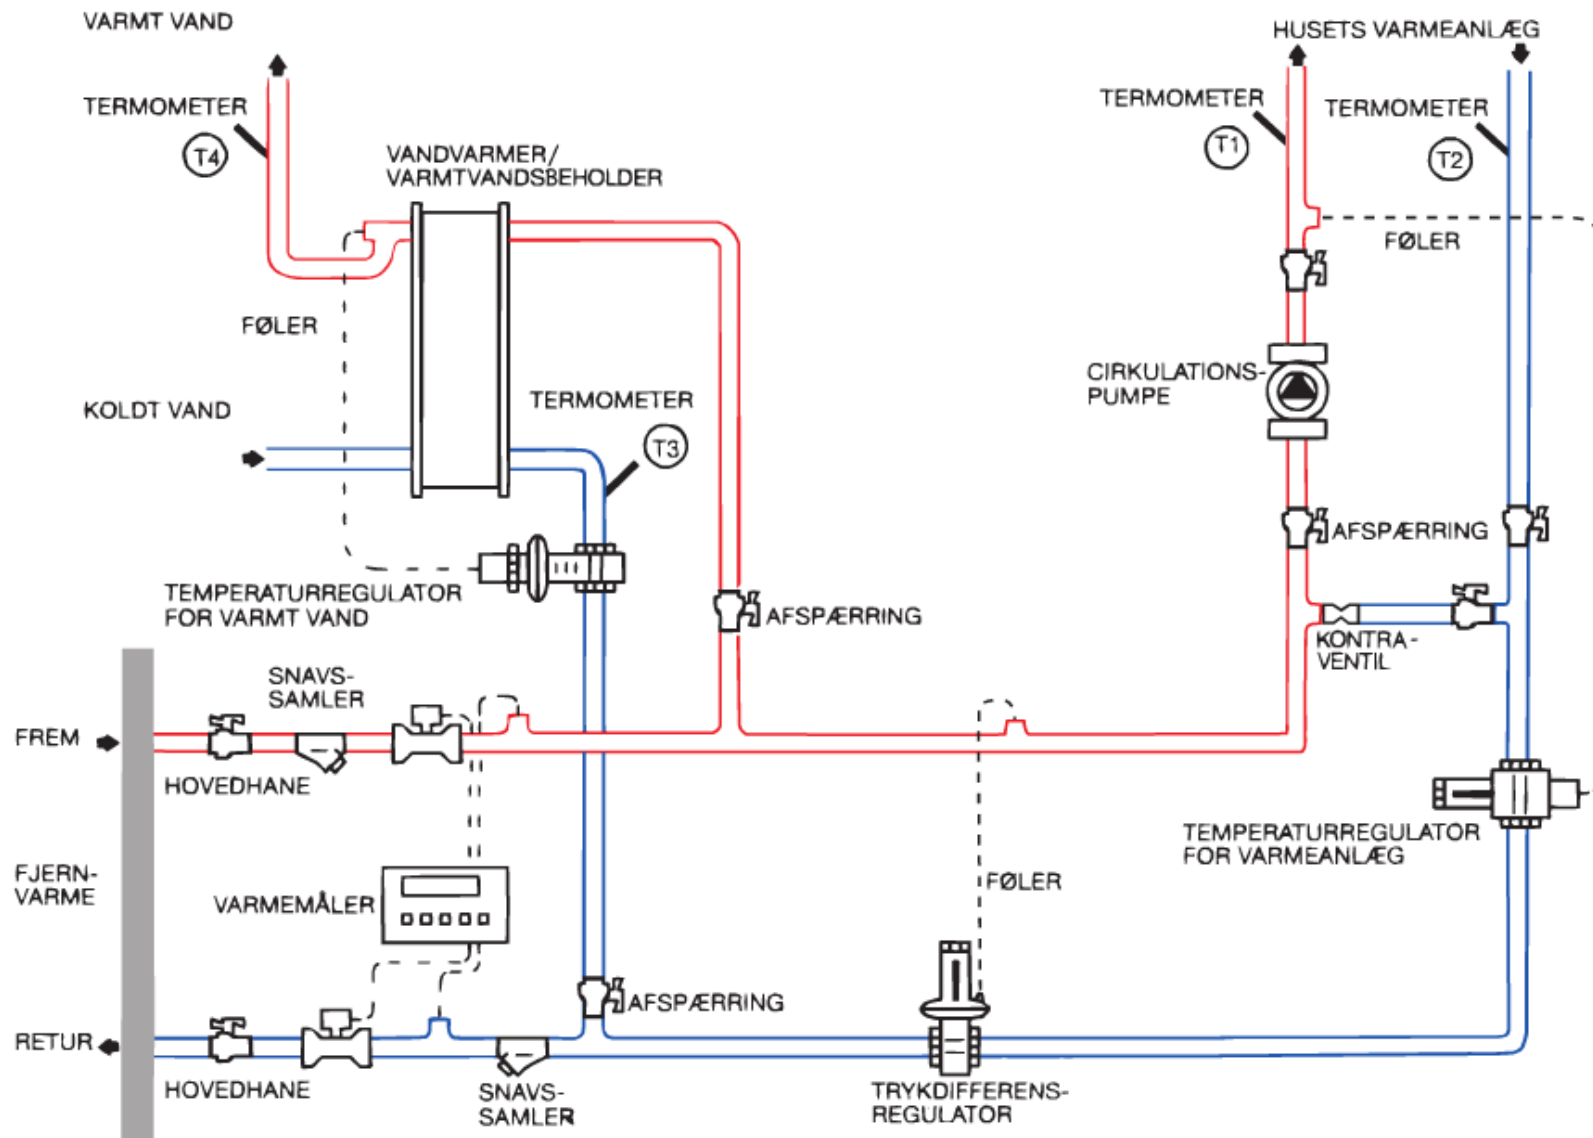 VARMT VAND
HUSETS VARMEANLÆG
TERMOMETER
T4
VANDVARMER/
VARMTVANDSBEHOLDER
TERMOMETER
T1
TERMOMETER
T2
FØLER
FØLER
CIRKULATIONS-
PUMPE
KOLDT VAND
TERMOMETER
T3
AFSPÆRRING
TEMPERATURREGULATOR
FOR VARMT VAND
AFSPÆRRING
KONTRA-
VENTIL
SNAVS-
SAMLER
FREM
HOVEDHANE
TEMPERATURREGULATOR
FOR VARMEANLÆG
FJERN-
VARME
VARMEMÅLER
FØLER
AFSPÆRRING
RETUR
HOVEDHANE
SNAVS-
SAMLER
TRYKDIFFERENS-
REGULATOR